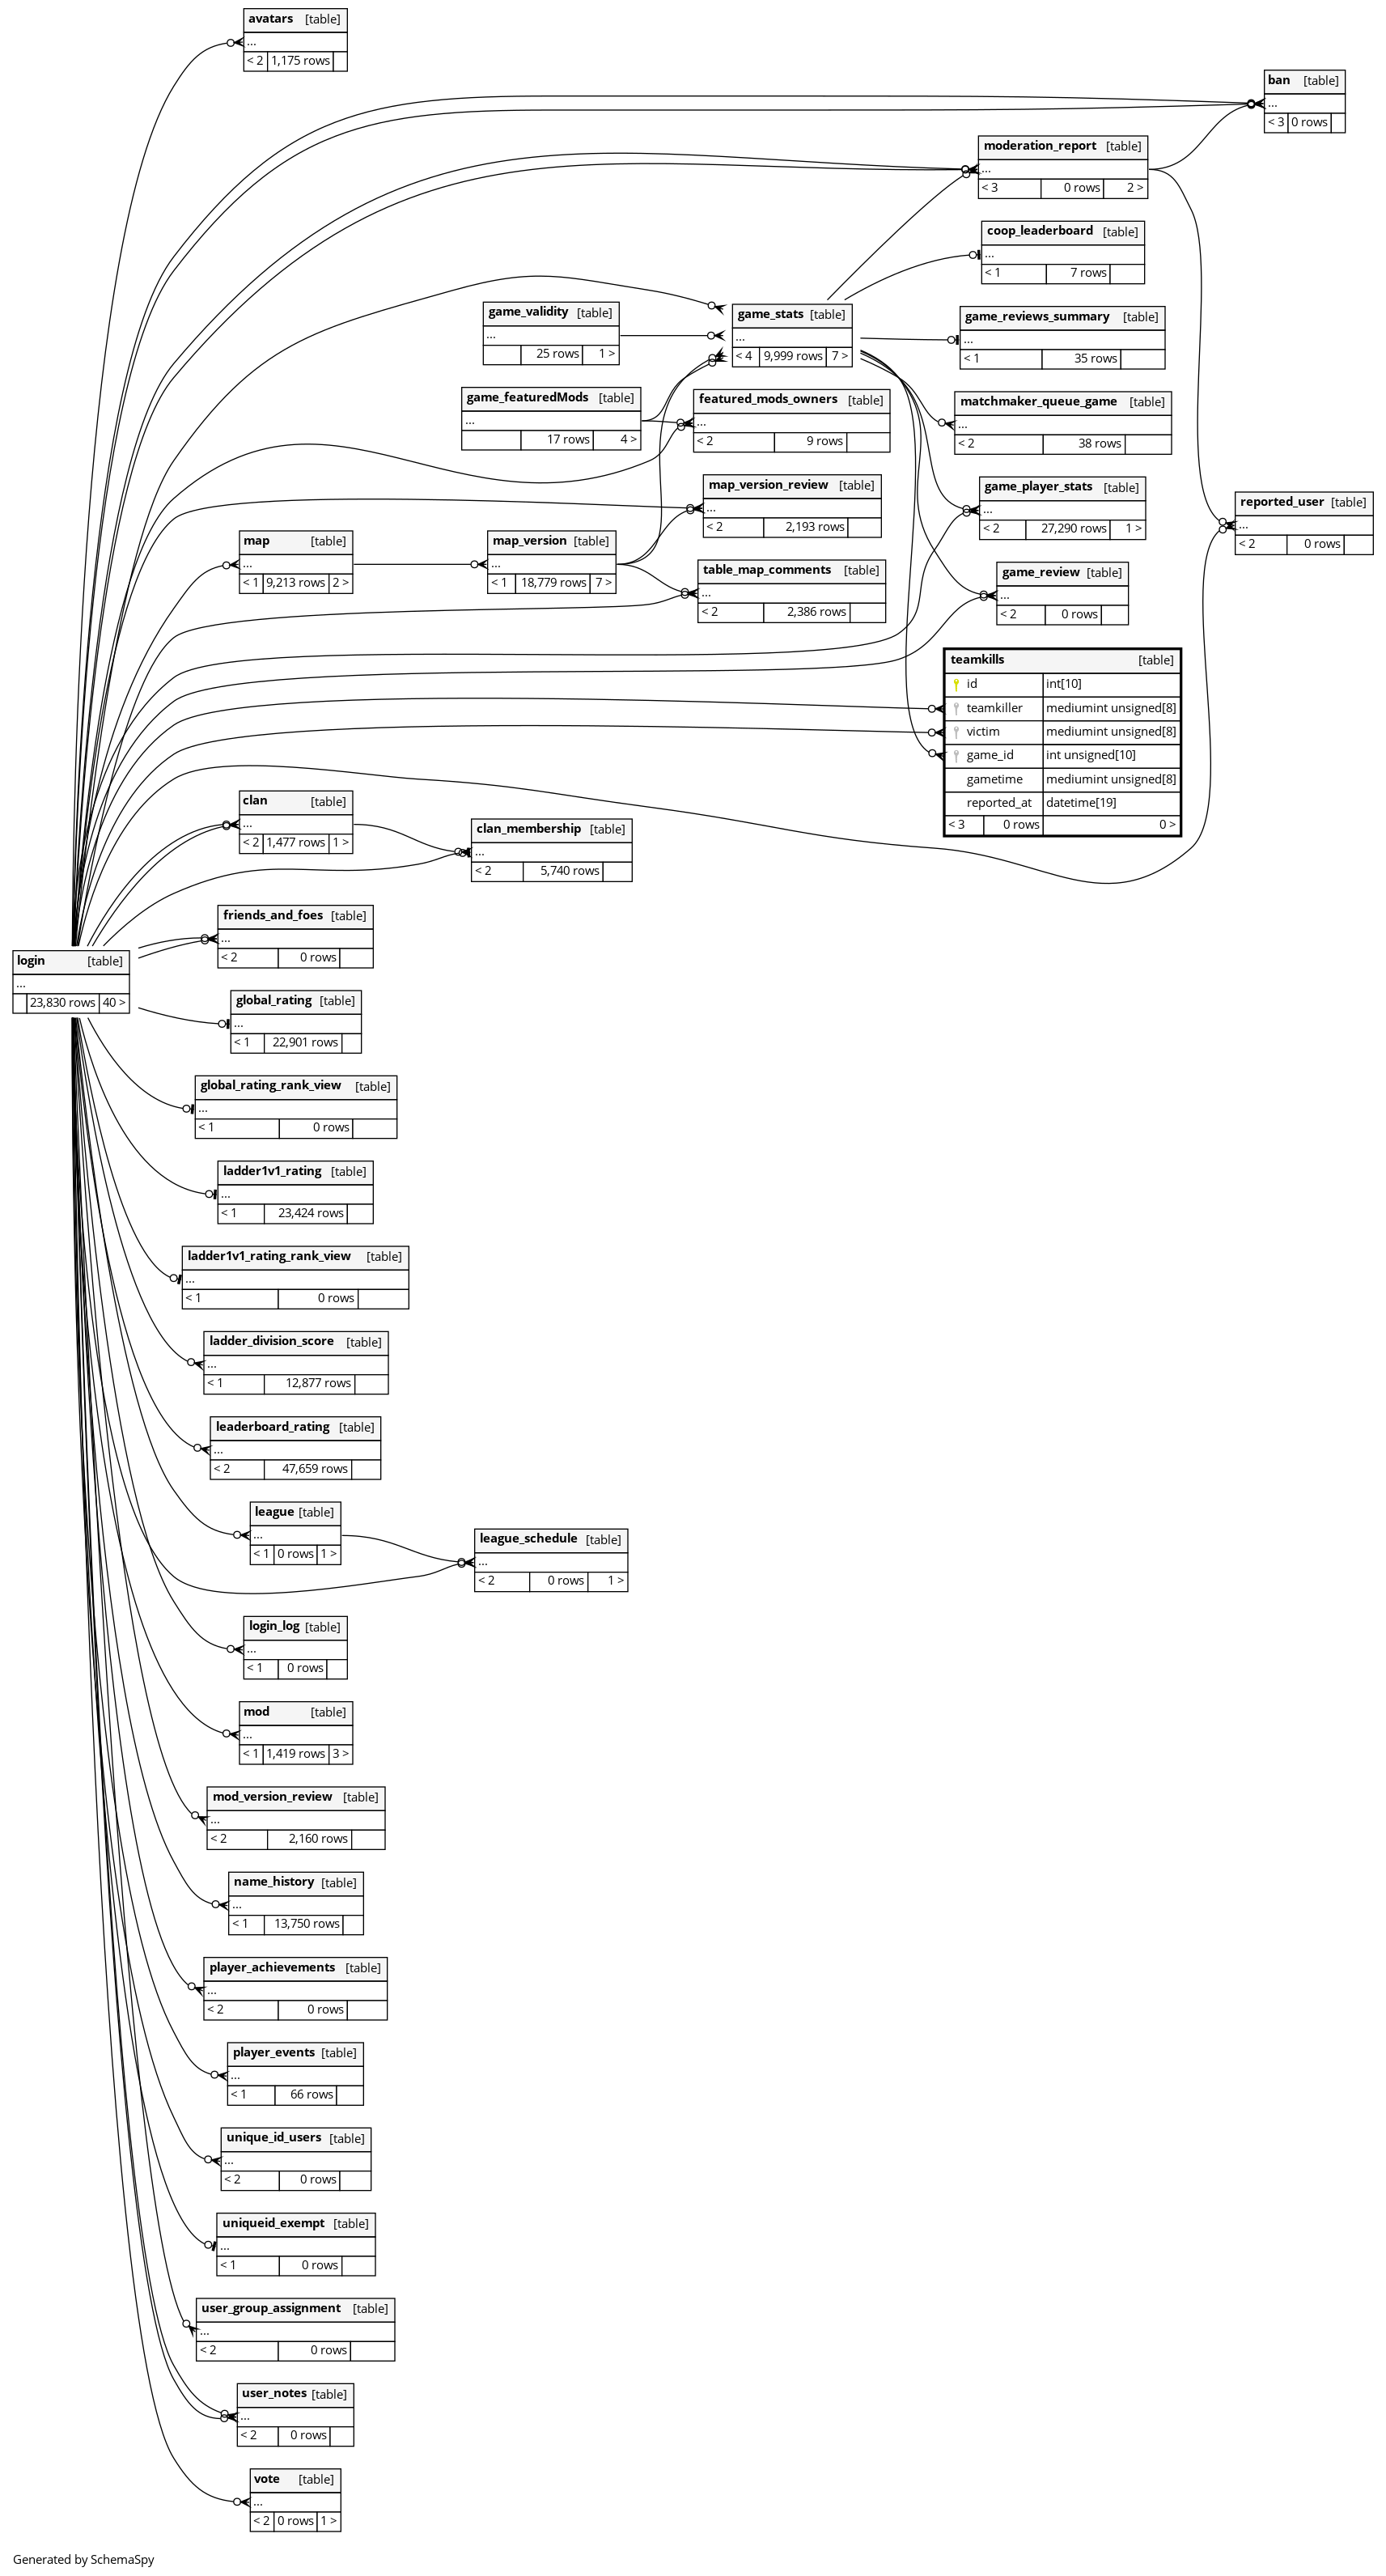 avatars [table]
...
< 2 1,175 rows
ban [table]
...
< 3 0 rows
moderation_report [table]
...
< 3 0 rows 2 >
coop_leaderboard [table]
...
< 1 7 rows
game_validity [table]
...
25 rows 1 >
game_stats [table]
...
< 4 9,999 rows 7 >
game_reviews_summary [table]
...
< 1 35 rows
game_featuredMods [table]
...
17 rows 4 >
featured_mods_owners [table]
...
< 2 9 rows
matchmaker_queue_game [table]
...
< 2 38 rows
map_version_review [table]
...
< 2 2,193 rows
game_player_stats [table]
...
< 2 27,290 rows 1 >
reported_user [table]
...
< 2 0 rows
map [table]
...
< 1 9,213 rows 2 >
map_version [table]
...
< 1 18,779 rows 7 >
table_map_comments [table]
...
< 2 2,386 rows
game_review [table]
...
< 2 0 rows
teamkills [table]
id int[10]
teamkiller mediumint unsigned[8]
victim mediumint unsigned[8]
game_id int unsigned[10]
gametime mediumint unsigned[8]
reported_at datetime[19]
< 3 0 rows 0 >
clan [table]
...
< 2 1,477 rows 1 >
clan_membership [table]
...
< 2 5,740 rows
friends_and_foes [table]
...
< 2 0 rows
login [table]
...
23,830 rows 40 >
global_rating [table]
...
< 1 22,901 rows
global_rating_rank_view [table]
...
< 1 0 rows
ladder1v1_rating [table]
...
< 1 23,424 rows
ladder1v1_rating_rank_view [table]
...
< 1 0 rows
ladder_division_score [table]
...
< 1 12,877 rows
leaderboard_rating [table]
...
< 2 47,659 rows
league [table]
...
< 1 0 rows 1 >
league_schedule [table]
...
< 2 0 rows 1 >
login_log [table]
...
< 1 0 rows
mod [table]
...
< 1 1,419 rows 3 >
mod_version_review [table]
...
< 2 2,160 rows
name_history [table]
...
< 1 13,750 rows
player_achievements [table]
...
< 2 0 rows
player_events [table]
...
< 1 66 rows
unique_id_users [table]
...
< 2 0 rows
uniqueid_exempt [table]
...
< 1 0 rows
user_group_assignment [table]
...
< 2 0 rows
user_notes [table]
...
< 2 0 rows
vote [table]
...
< 2 0 rows 1 >
Generated by SchemaSpy